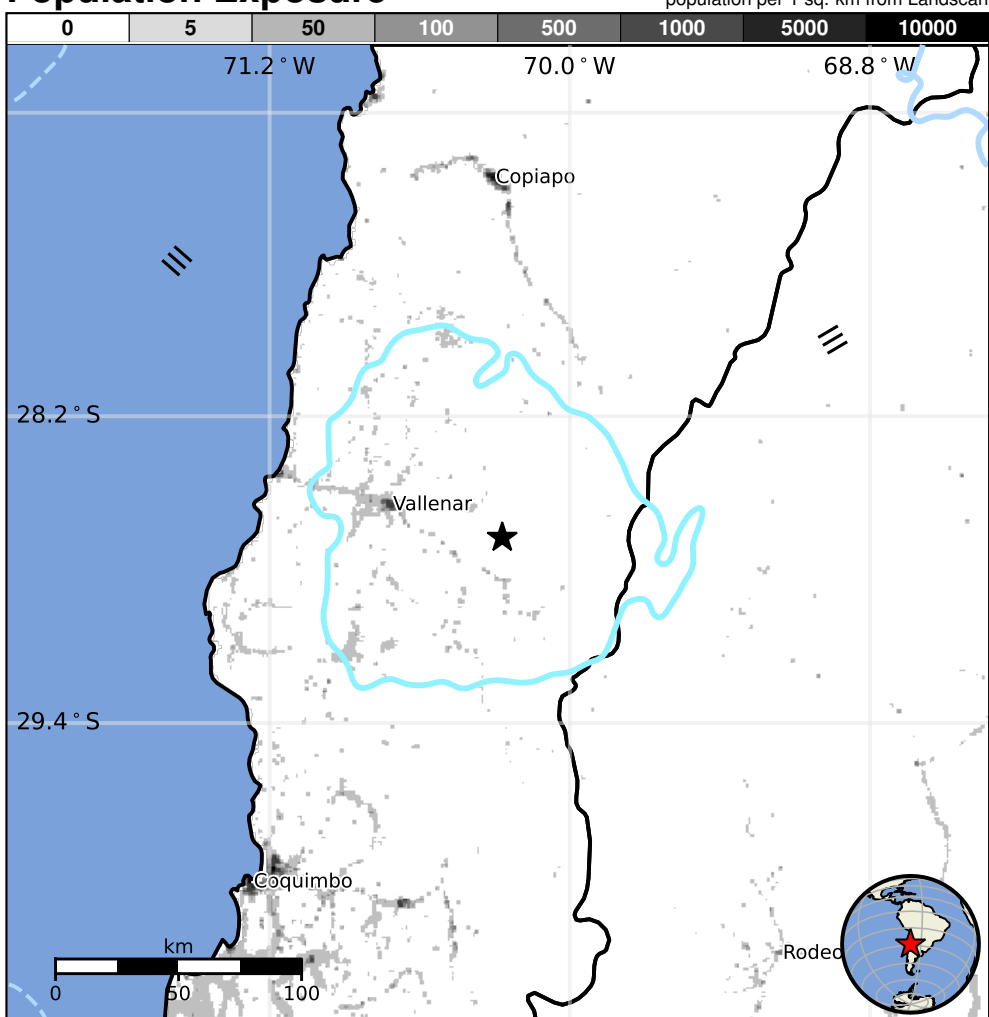 Population Exposure
population per 1 sq. km from Landscan
0 5 50 100 500 1000 5000 10000
71.2°W 70.0°W 68.8°W
Copiapo
III
III
28.2°S
Vallenar
29.4°S
Coquimbo
km
Rodeo
0 50 100